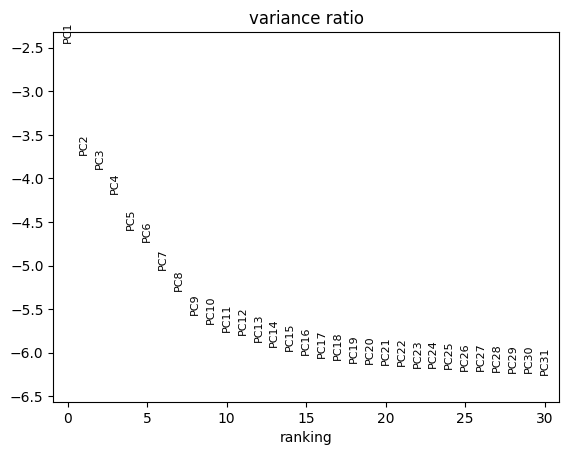 variance ratio
−2.5
−3.0
−3.5
−4.0
−4.5
−5.0
−5.5
−6.0
−6.5
PC1
PC2
PC3
PC4
PC5
PC6
PC7
PC8
PC9
PC10
PC11
PC12
PC13
PC14
PC15
PC16
PC17
PC18
PC19
PC20
PC21
PC22
PC23
PC24
PC25
PC26
PC27
PC28
PC29
PC30
PC31
0 5 10 15 20 25 30
ranking